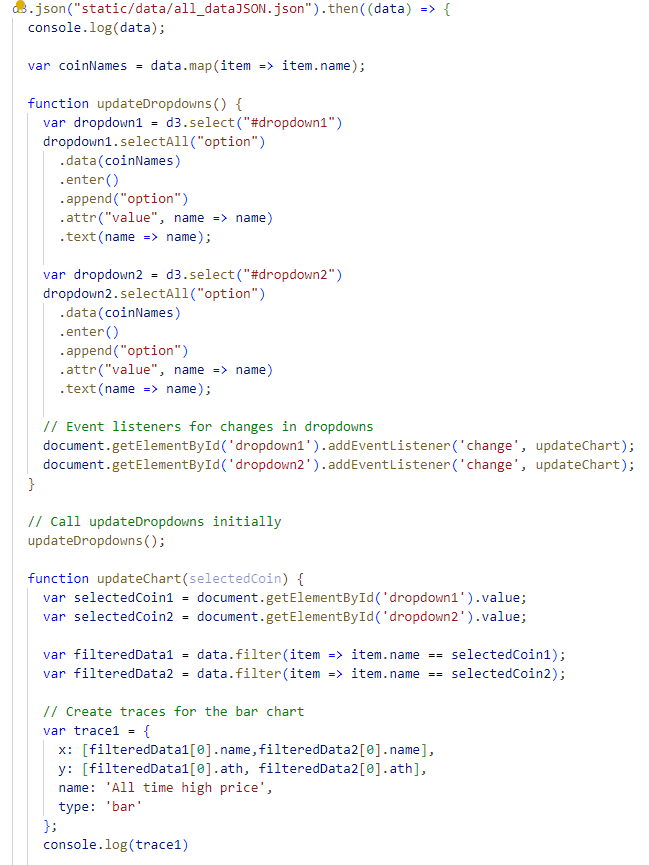 d3.json("static/data/all_dataJSON.json").then((data) => {
  console.log(data);

  var coinNames = data.map(item => item.name);

  function updateDropdowns() {
    var dropdown1 = d3.select("#dropdown1")
    dropdown1.selectAll("option")
      .data(coinNames)
      .enter()
      .append("option")
      .attr("value", name => name)
      .text(name => name);

    var dropdown2 = d3.select("#dropdown2")
    dropdown2.selectAll("option")
      .data(coinNames)
      .enter()
      .append("option")
      .attr("value", name => name)
      .text(name => name);

    // Event listeners for changes in dropdowns
    document.getElementById('dropdown1').addEventListener('change', updateChart);
    document.getElementById('dropdown2').addEventListener('change', updateChart);
  }

  // Call updateDropdowns initially
  updateDropdowns();

  function updateChart(selectedCoin) {
    var selectedCoin1 = document.getElementById('dropdown1').value;
    var selectedCoin2 = document.getElementById('dropdown2').value;

    var filteredData1 = data.filter(item => item.name == selectedCoin1);
    var filteredData2 = data.filter(item => item.name == selectedCoin2);

    // Create traces for the bar chart
    var trace1 = {
      x: [filteredData1[0].name,filteredData2[0].name],
      y: [filteredData1[0].ath, filteredData2[0].ath],
      name: 'All time high price',
      type: 'bar'
    };
    console.log(trace1)